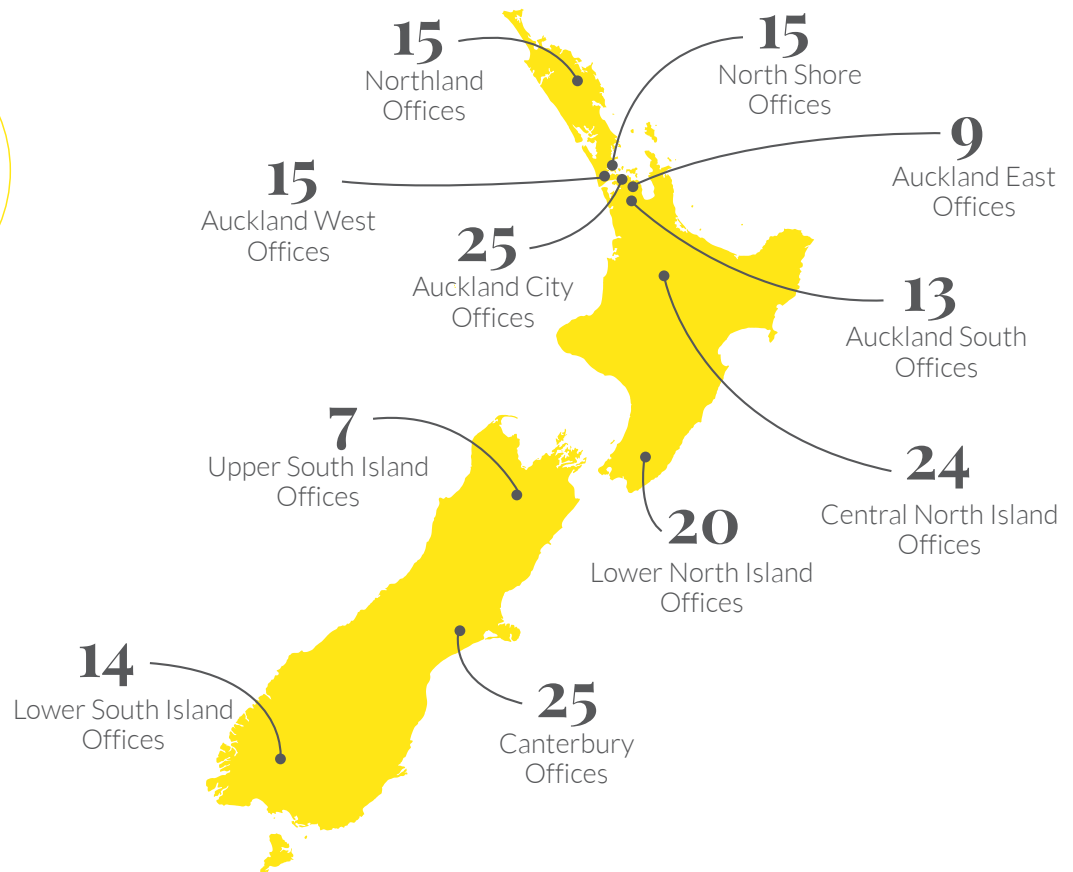 15
Northland
Offices
15
North Shore
Offices
9
Auckland East
Offices
15
Auckland West
Offices
25
Auckland City
Offices
13
Auckland South
Offices
7
Upper South Island
Offices
24
Central North Island
Offices
20
Lower North Island
Offices
14
Lower South Island
Offices
25
Canterbury
Offices